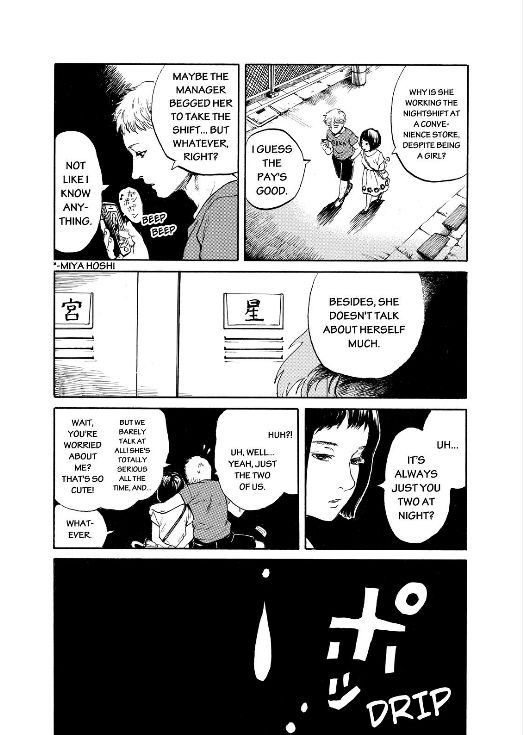 WHY IS SHE
WORKING THE
NIGHTSHIFT AT
A CONVE-
NIENCE STORE,
DESPITE BEING
A GIRL?
I GUESS
THE
PAY'S
GOOD.
MAYBE THE
MANAGER
BEGGED HER
TO TAKE THE
SHIFT... BUT
WHATEVER,
RIGHT?
NOT
LIKE I
KNOW
ANY-
THING.
BEEP
BEEP
*-MIYA HOSHI
BESIDES, SHE
DOESN'T TALK
ABOUT HERSELF
MUCH.
星
宮
UH...
IT'S
ALWAYS
JUST YOU
TWO AT
NIGHT?
HUH?!
UH, WELL...
YEAH, JUST
THE TWO
OF US.
BUT WE
BARELY
TALK AT
ALL! SHE'S
TOTALLY
SERIOUS
ALL THE
TIME, AND...
WAIT,
YOU'RE
WORRIED
ABOUT
ME?
THAT'S SO
CUTE!
WHAT-
EVER.
ポッ
DRIP